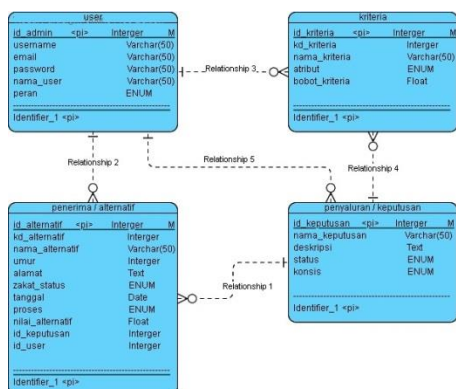 user
id_admin <pi> Interger M
username Varchar(50)
email Varchar(50)
password Varchar(50)
nama_user Varchar(50)
peran ENUM
Identifier_1 <pi>
kriteria
id_kriteria <pi> Interger M
kd_kriteria Interger
nama_kriteria Varchar(50)
atribut ENUM
bobot_kriteria Float
Identifier_1 <pi>
Relationship 3
Relationship 2
Relationship 5
Relationship 4
penerima / alternatif
id_alternatif <pi> Interger M
kd_alternatif Interger
nama_alternatif Varchar(50)
umur Interger
alamat Text
zakat_status ENUM
tanggal Date
proses ENUM
nilai_alternatif Float
id_keputusan Interger
id_user Interger
Identifier_1 <pi>
penyaluran / keputusan
id_keputusan <pi> Interger M
nama_keputusan Varchar(50)
deskripsi Text
status ENUM
konsis ENUM
Identifier_1 <pi>
Relationship 1